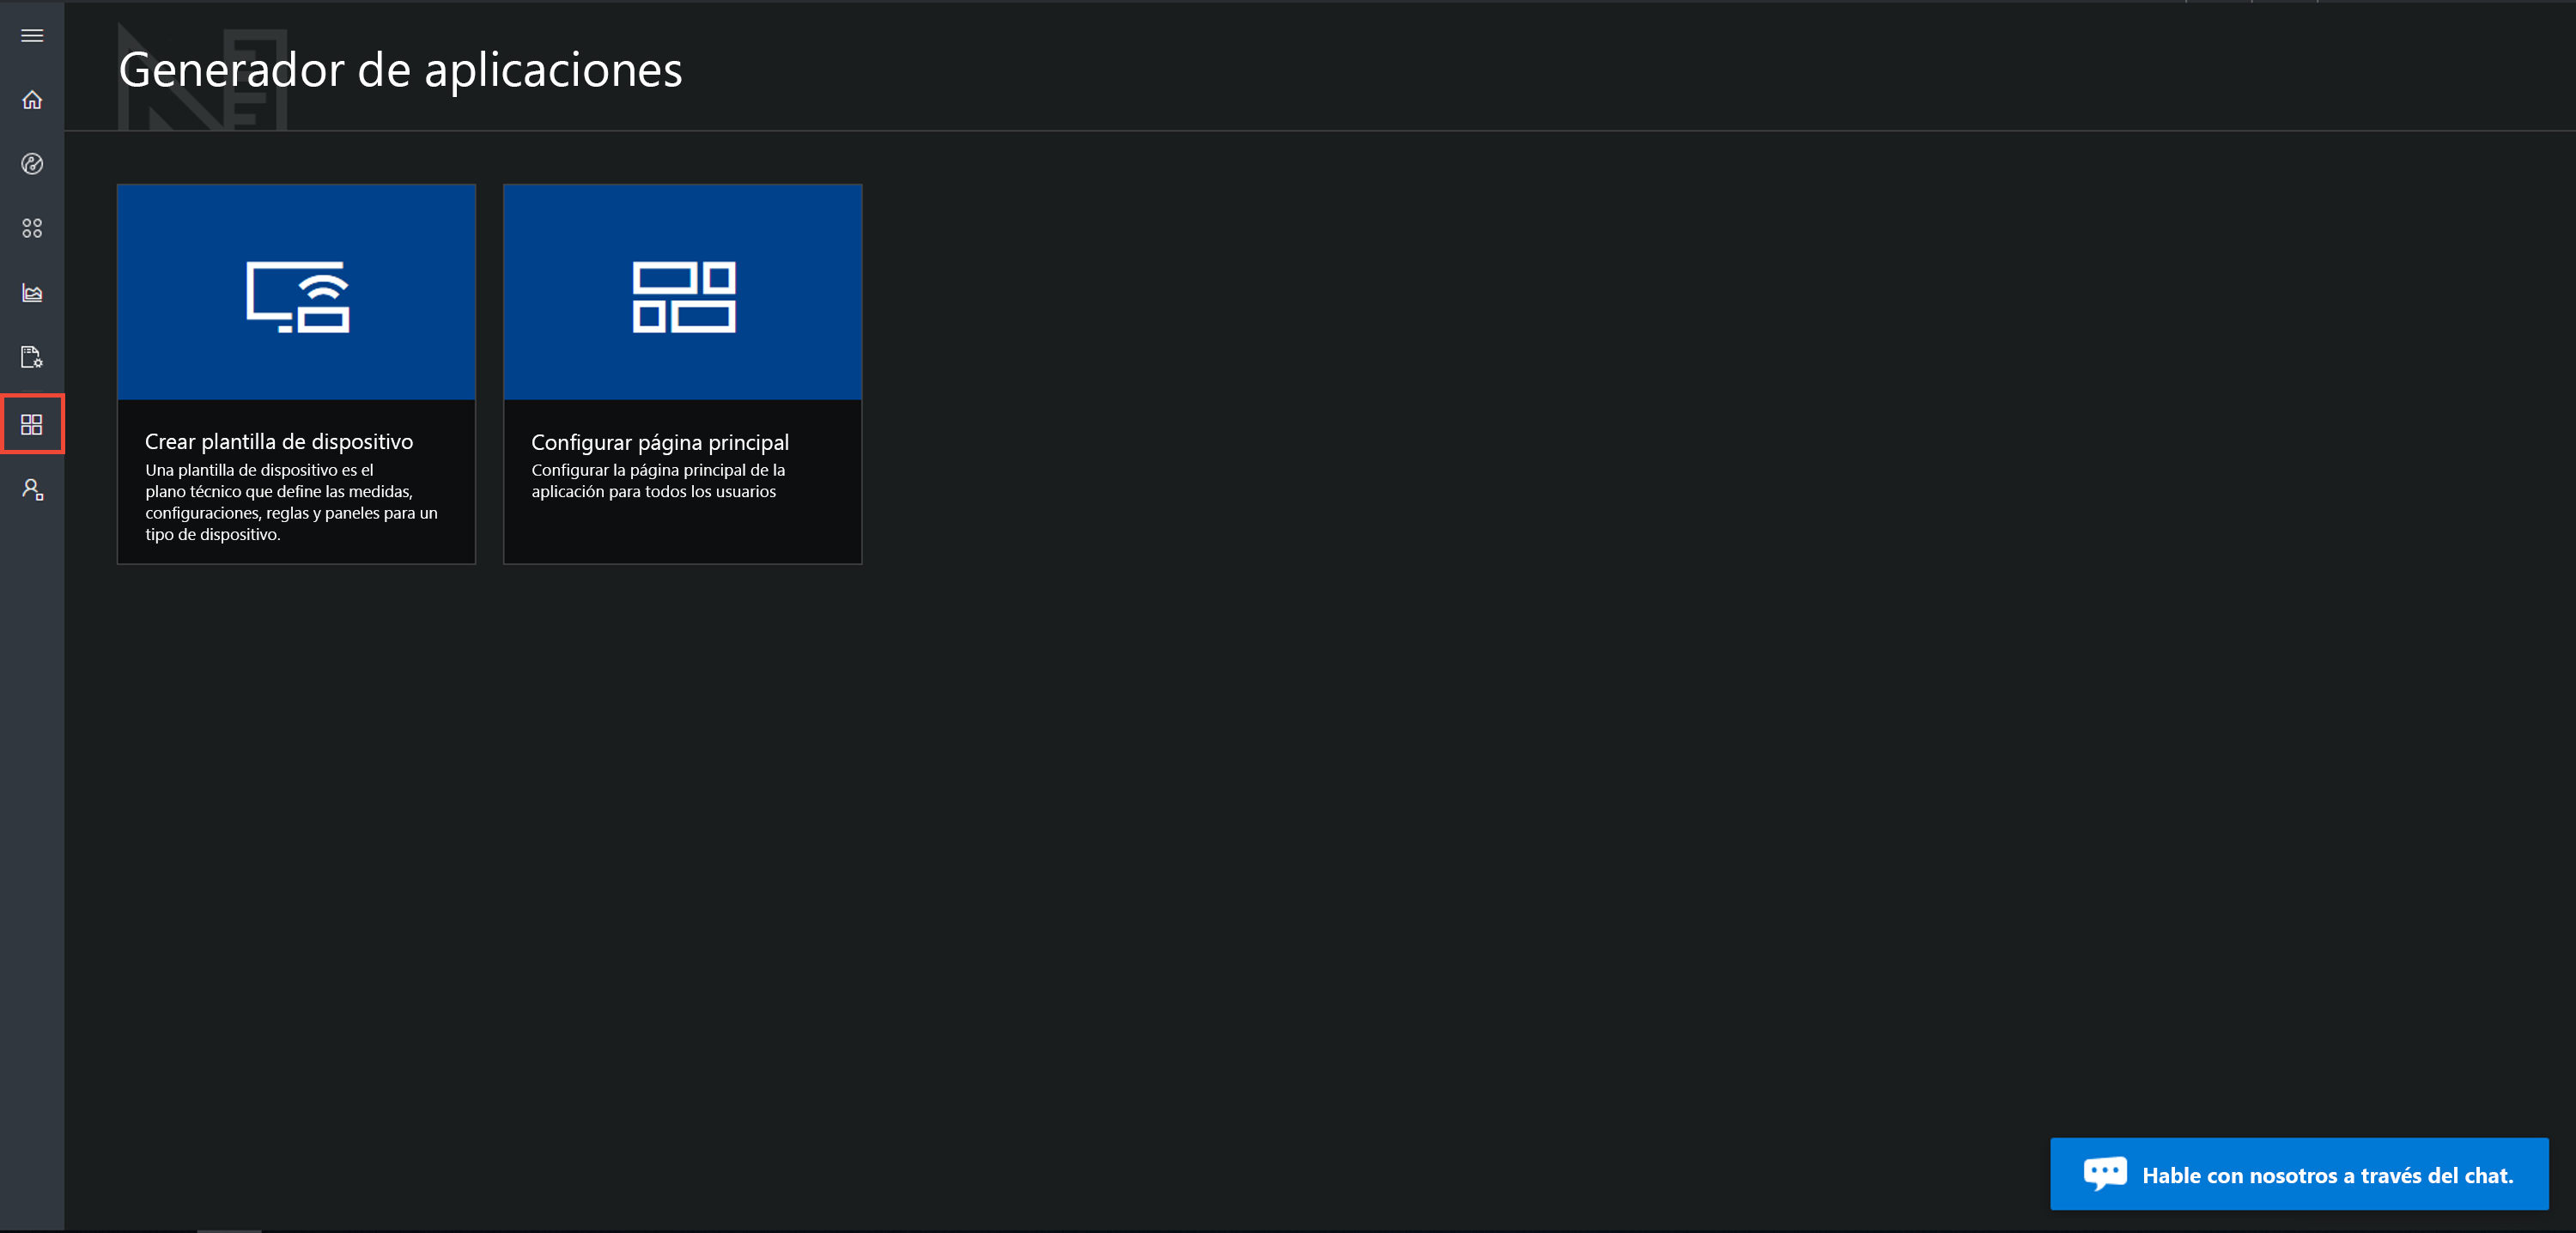 Generador de aplicaciones
Crear plantilla de dispositivo
Una plantilla de dispositivo es el
plano técnico que define las medidas,
configuraciones, reglas y paneles para un
tipo de dispositivo.
Configurar página principal
Configurar la página principal de la
aplicación para todos los usuarios
Hable con nosotros a través del chat.